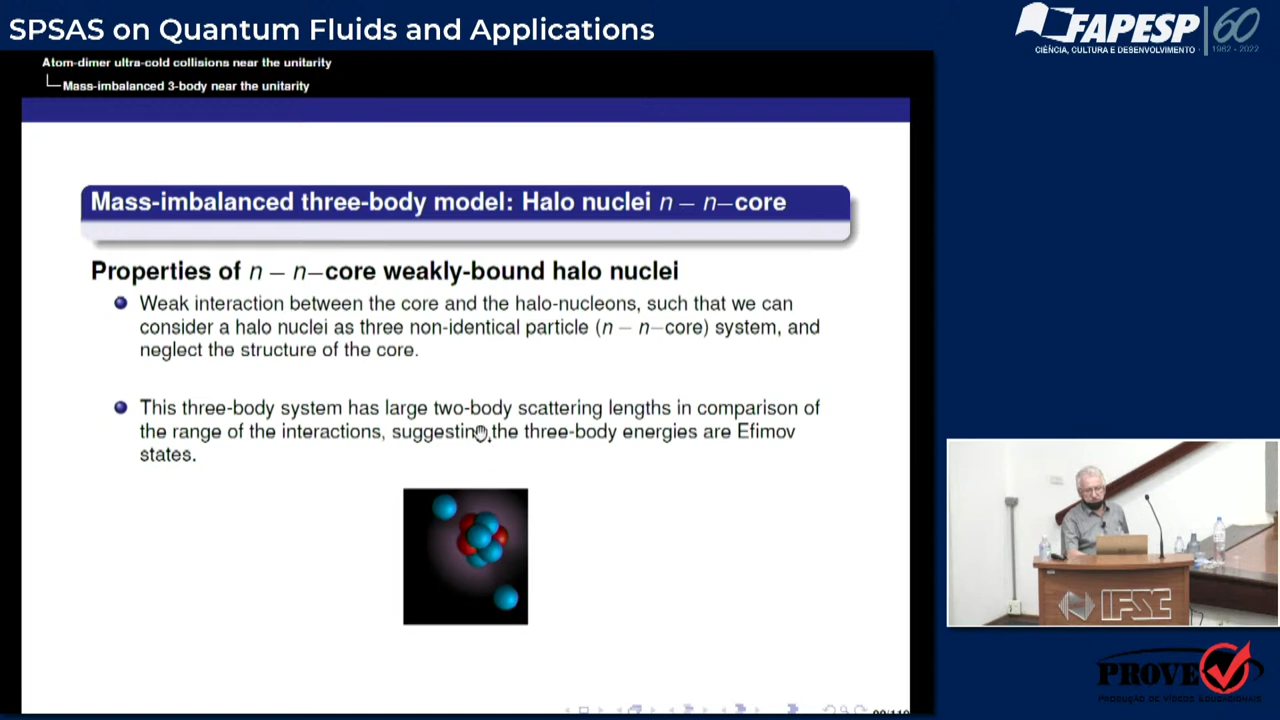 SPSAS on Quantum Fluids and Applications
FAPESP 60
CIÊNCIA, CULTURA E DESENVOLVIMENTO 1962 - 2022
Atom-dimer ultra-cold collisions near the unitarity
Mass-imbalanced 3-body near the unitarity
Mass-imbalanced three-body model: Halo nuclei n − n−core
Properties of n − n−core weakly-bound halo nuclei
Weak interaction between the core and the halo-nucleons, such that we can
consider a halo nuclei as three non-identical particle (n − n−core) system, and
neglect the structure of the core.
This three-body system has large two-body scattering lengths in comparison of
the range of the interactions, suggesting the three-body energies are Efimov
states.
IFSC
PROVE
PRODUÇÃO DE VÍDEOS EDUCACIONAIS